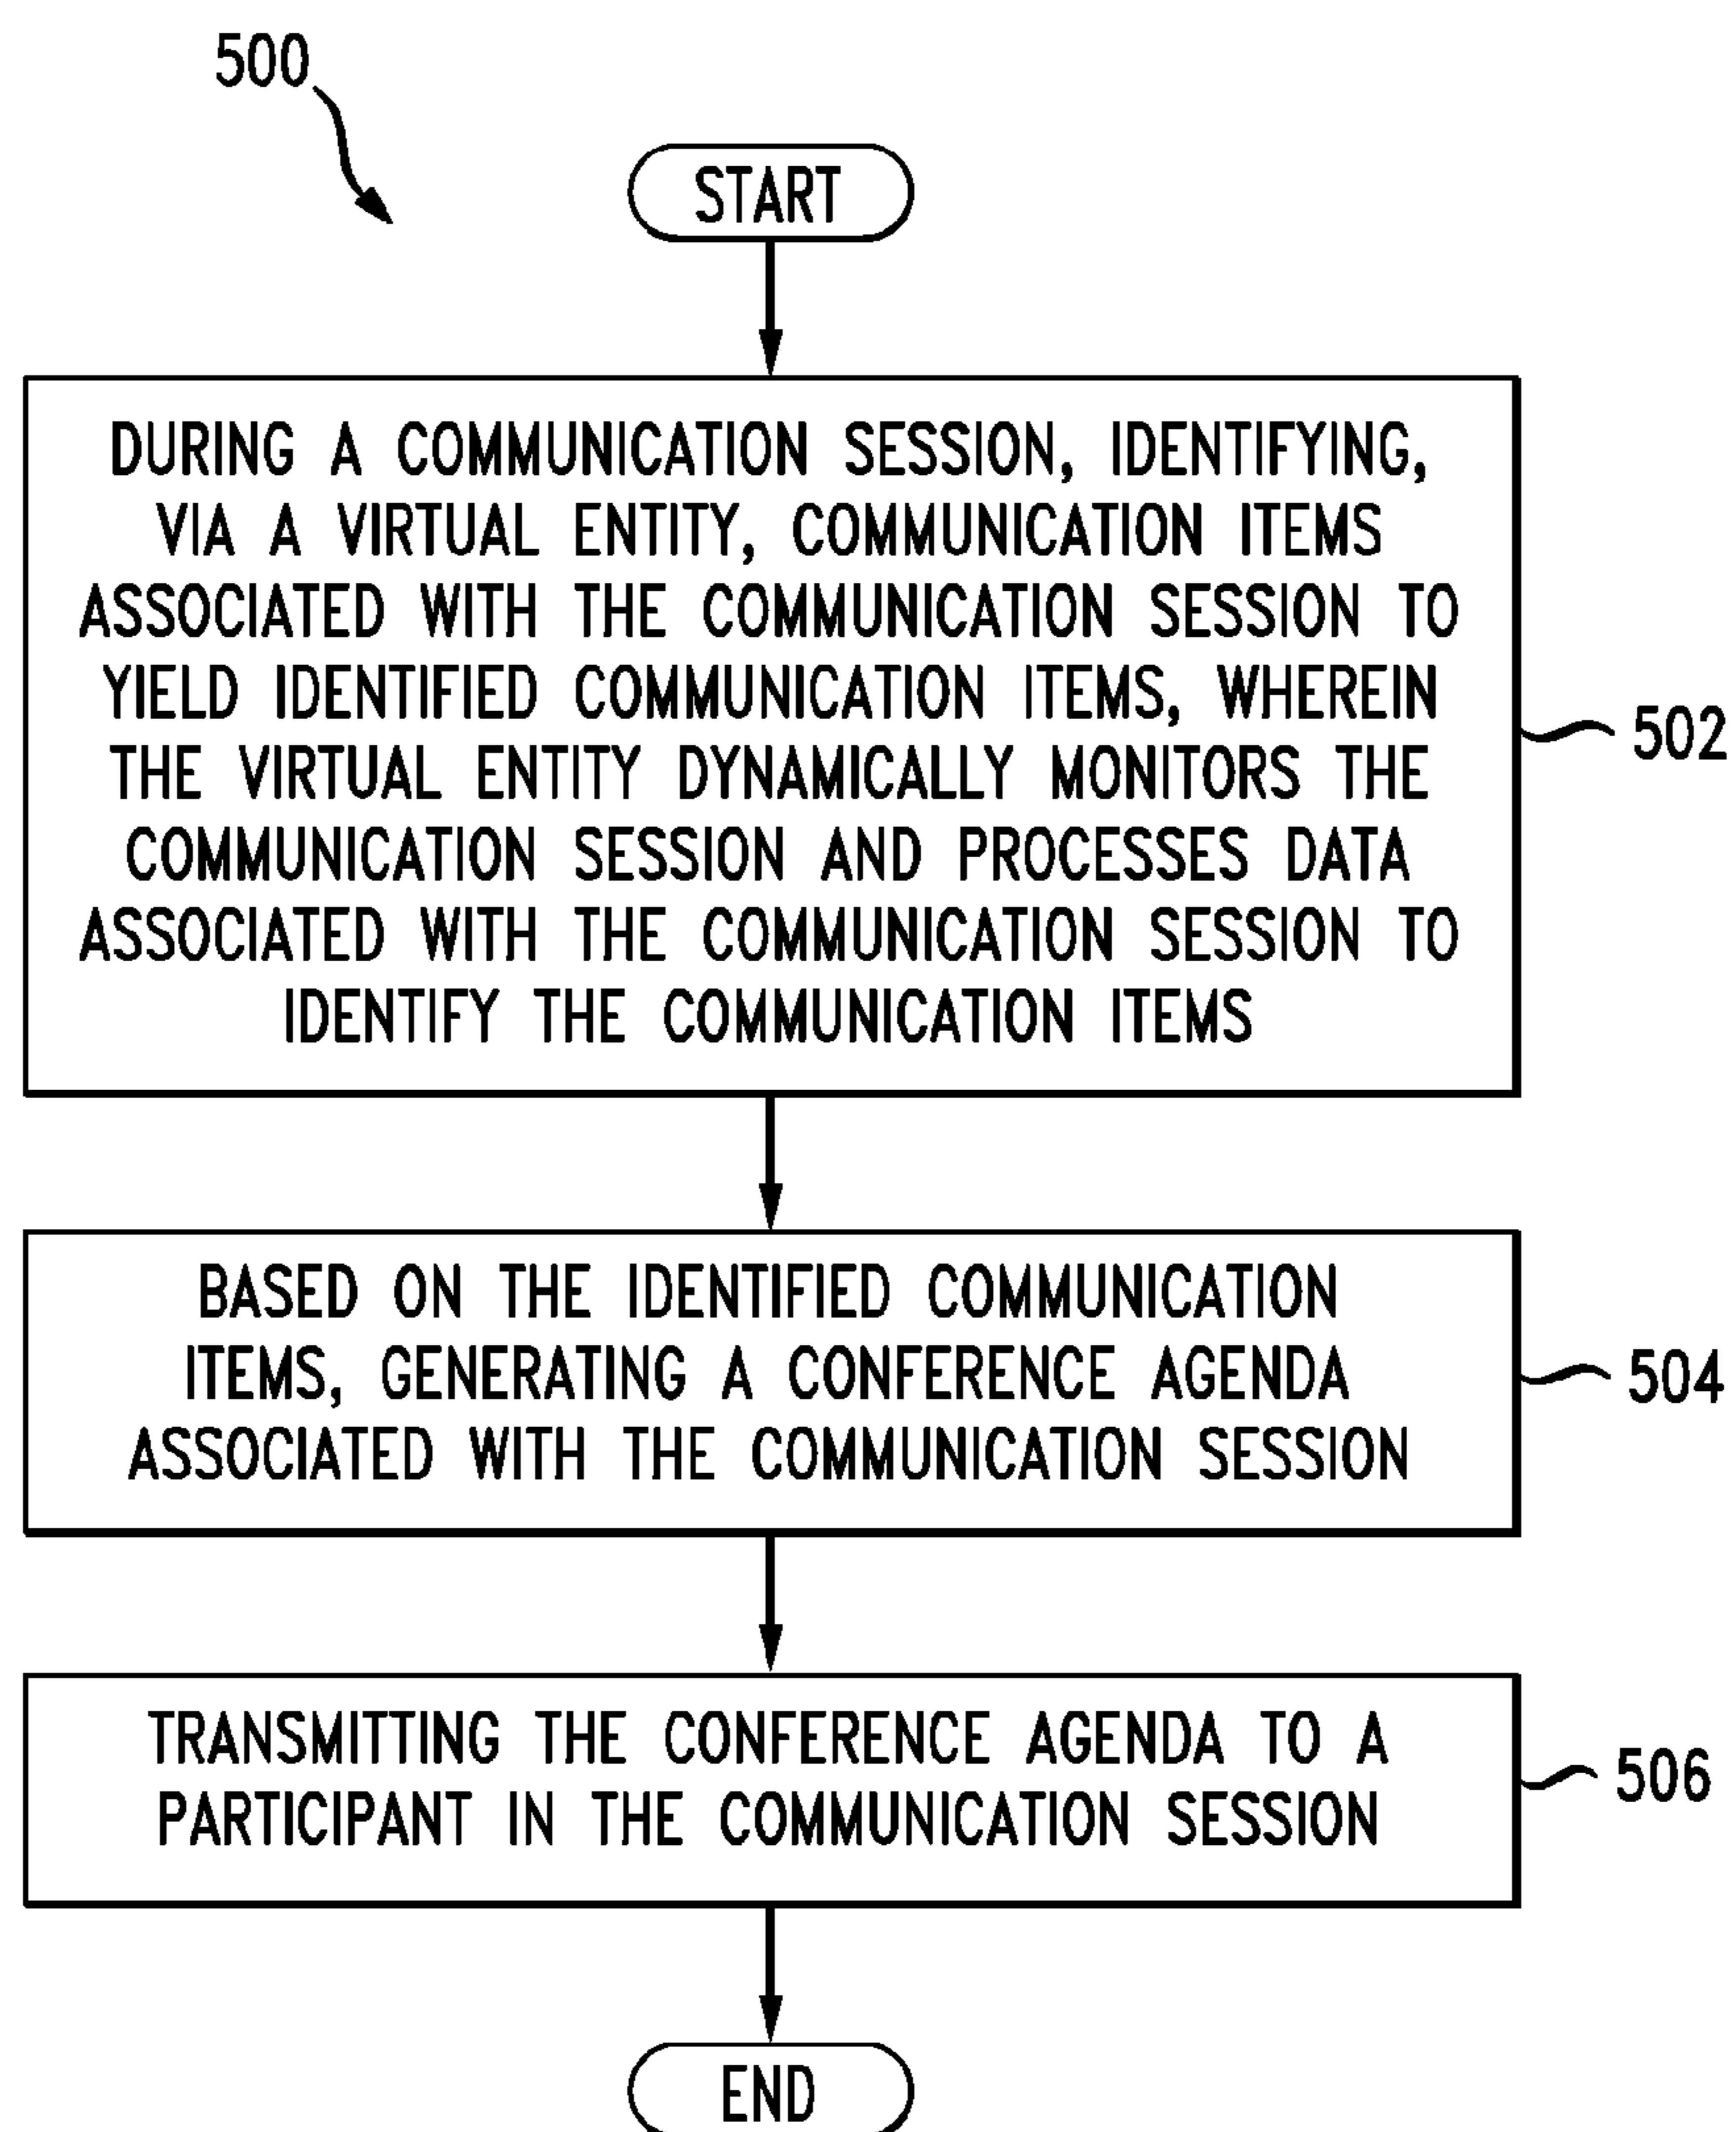 500
START
DURING A COMMUNICATION SESSION, IDENTIFYING,
VIA A VIRTUAL ENTITY, COMMUNICATION ITEMS
ASSOCIATED WITH THE COMMUNICATION SESSION TO
YIELD IDENTIFIED COMMUNICATION ITEMS, WHEREIN
THE VIRTUAL ENTITY DYNAMICALLY MONITORS THE
COMMUNICATION SESSION AND PROCESSES DATA
ASSOCIATED WITH THE COMMUNICATION SESSION TO
IDENTIFY THE COMMUNICATION ITEMS
502
BASED ON THE IDENTIFIED COMMUNICATION
ITEMS, GENERATING A CONFERENCE AGENDA
ASSOCIATED WITH THE COMMUNICATION SESSION
504
TRANSMITTING THE CONFERENCE AGENDA TO A
PARTICIPANT IN THE COMMUNICATION SESSION
506
END